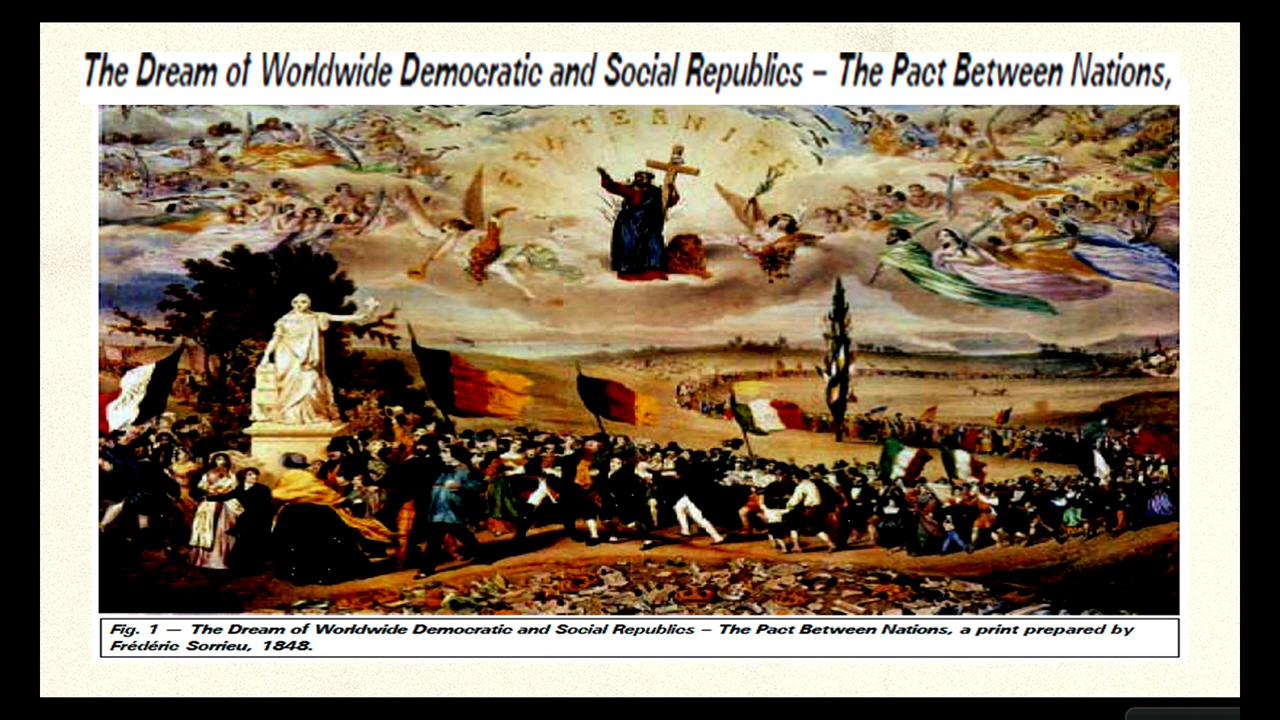 The Dream of Worldwide Democratic and Social Republics – The Pact Between Nations,
Fig. 1 — The Dream of Worldwide Democratic and Social Republics – The Pact Between Nations, a print prepared by
Frédéric Sorrieu, 1848.